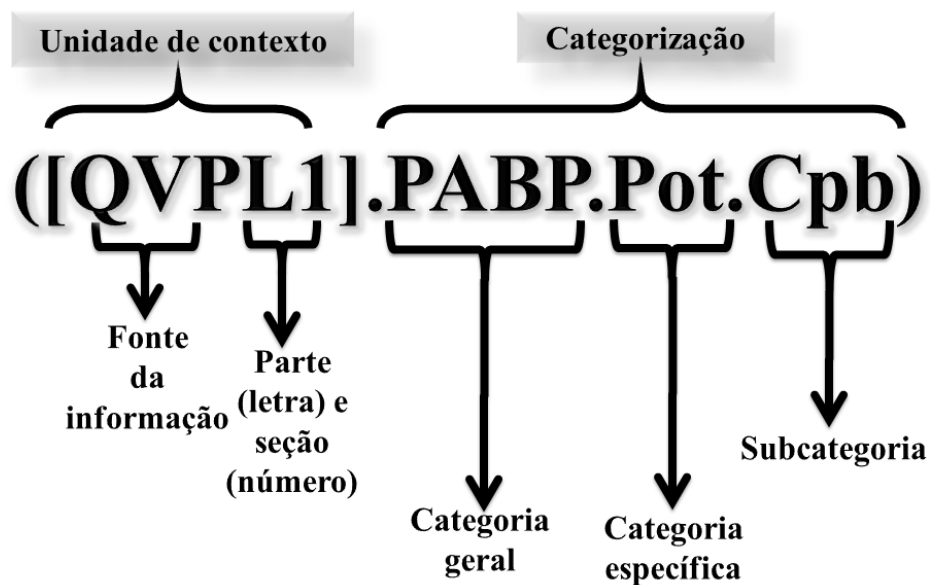 Unidade de contexto
Categorização
([QVPL1].PABP.Pot.Cpb)
Fonte
da
informação
Parte
(letra) e
seção
(número)
Categoria
geral
Categoria
específica
Subcategoria